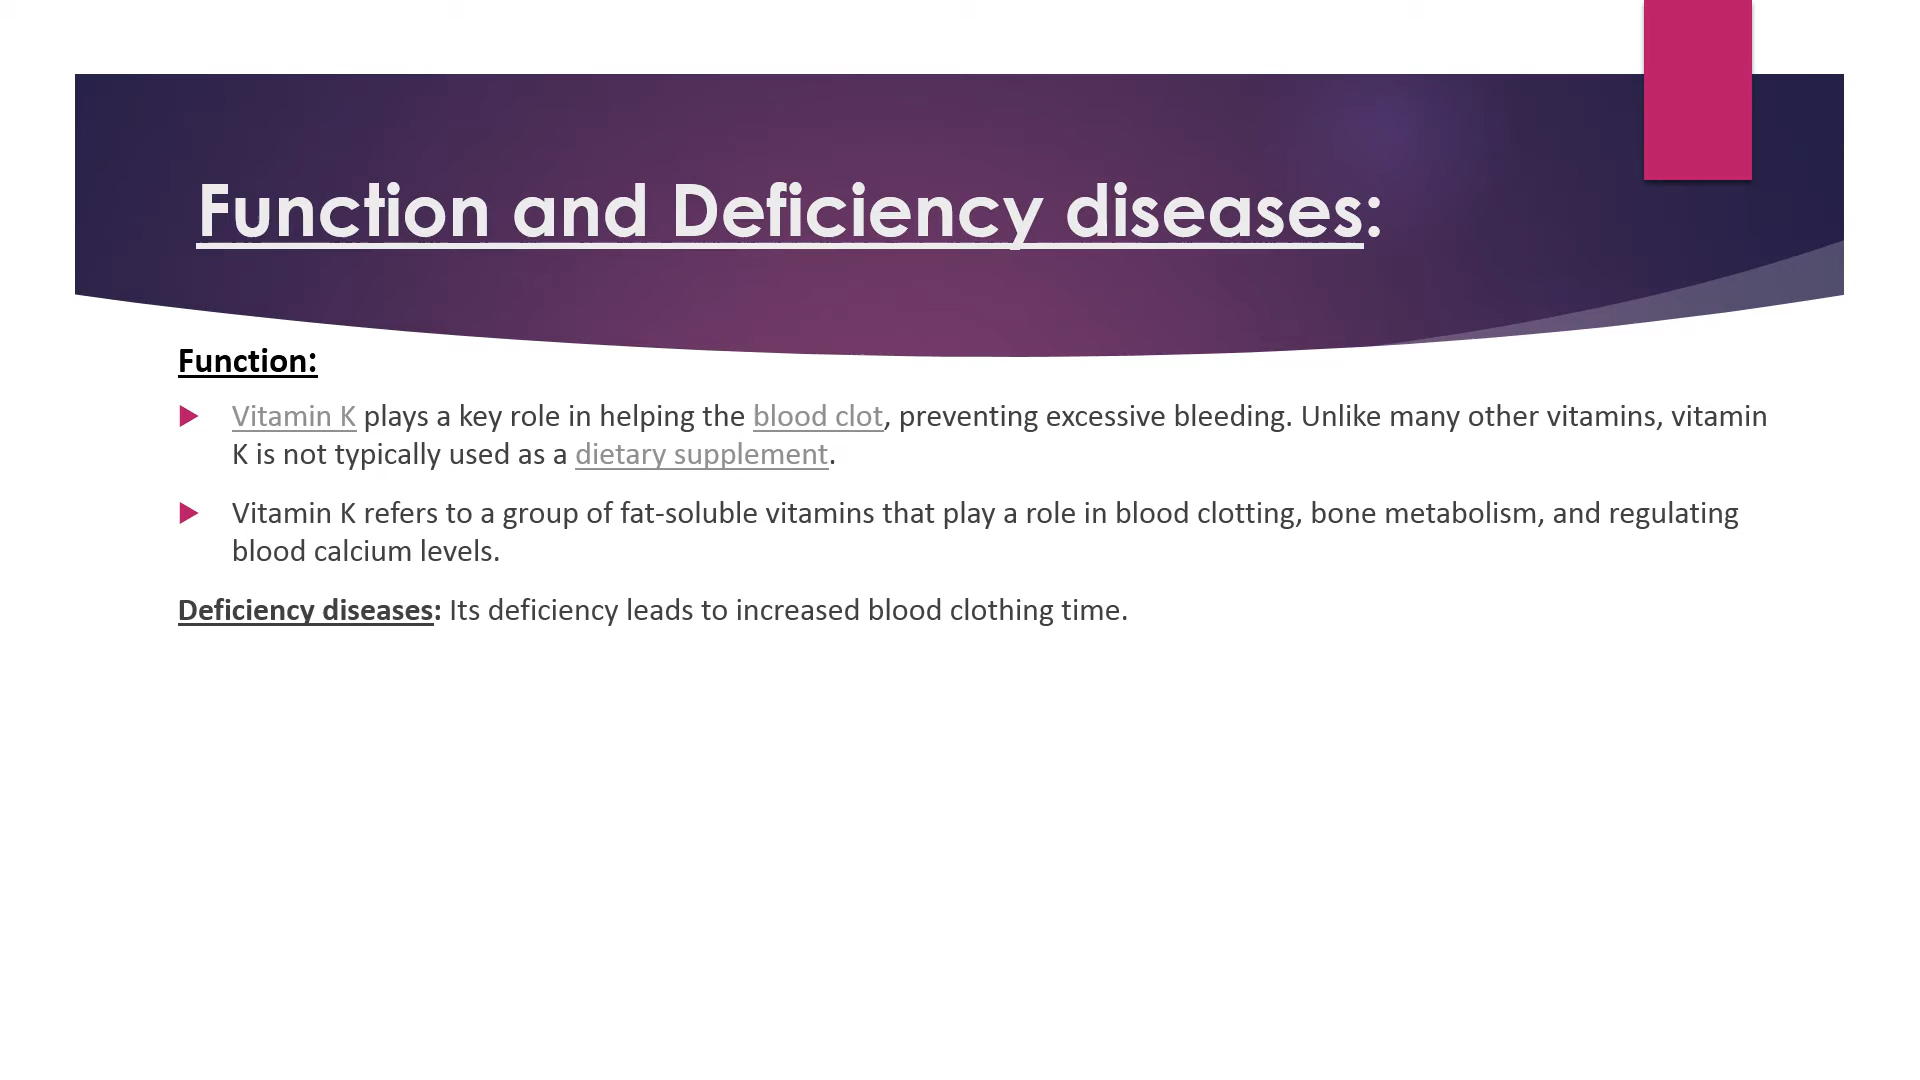 Function and Deficiency diseases:
Function:
Vitamin K plays a key role in helping the blood clot, preventing excessive bleeding. Unlike many other vitamins, vitamin
K is not typically used as a dietary supplement.
Vitamin K refers to a group of fat-soluble vitamins that play a role in blood clotting, bone metabolism, and regulating
blood calcium levels.
Deficiency diseases: Its deficiency leads to increased blood clothing time.